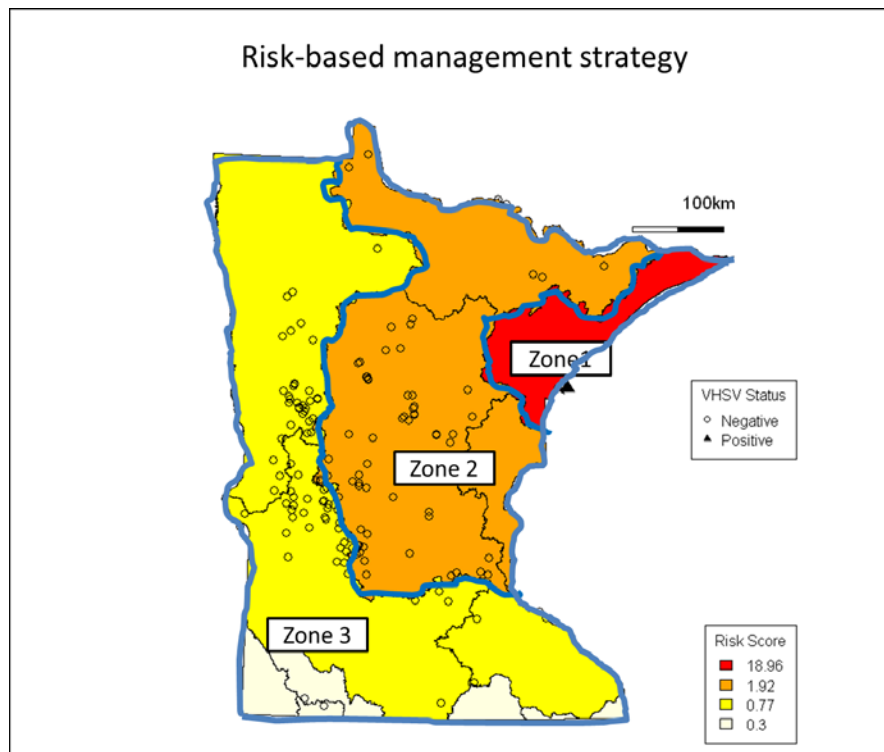 Risk-based management strategy
100km
Zone1
VHSV Status
Negative
Positive
Zone 2
Zone 3
Risk Score
18.96
1.92
0.77
0.3